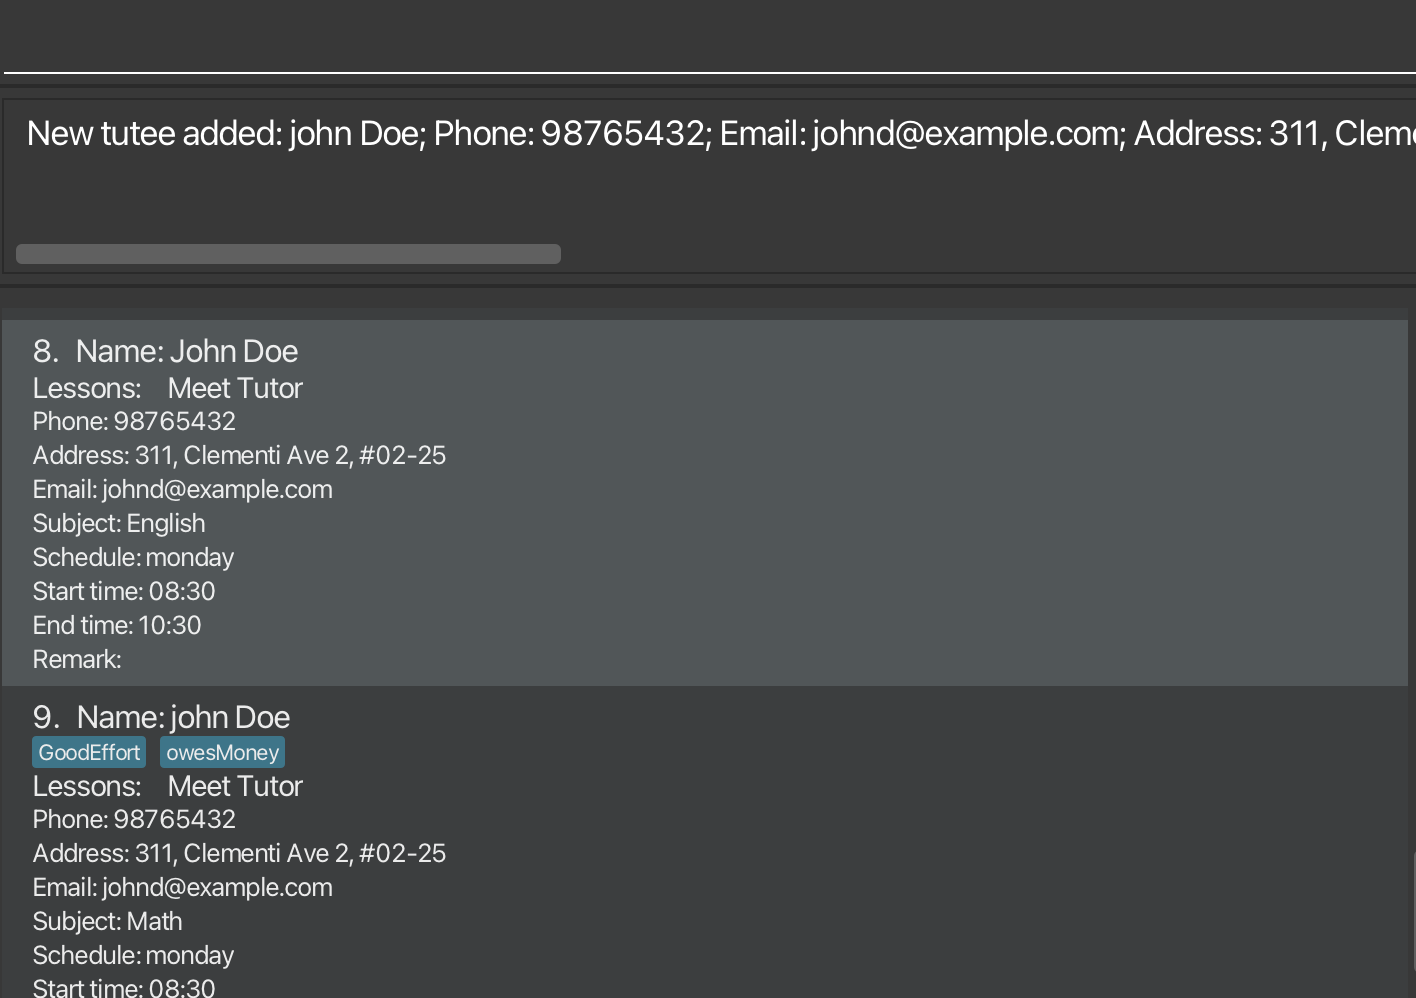 New tutee added: john Doe; Phone: 98765432; Email: johnd@example.com; Address: 311,
8. Name: John Doe
Lessons: Meet Tutor
Phone: 98765432
Address: 311, Clementi Ave 2, #02-25
Email: johnd@example.com
Subject: English
Schedule: monday
Start time: 08:30
End time: 10:30
Remark:
9. Name: john Doe
GoodEffort owesMoney
Lessons: Meet Tutor
Phone: 98765432
Address: 311, Clementi Ave 2, #02-25
Email: johnd@example.com
Subject: Math
Schedule: monday
Start time: 08:30